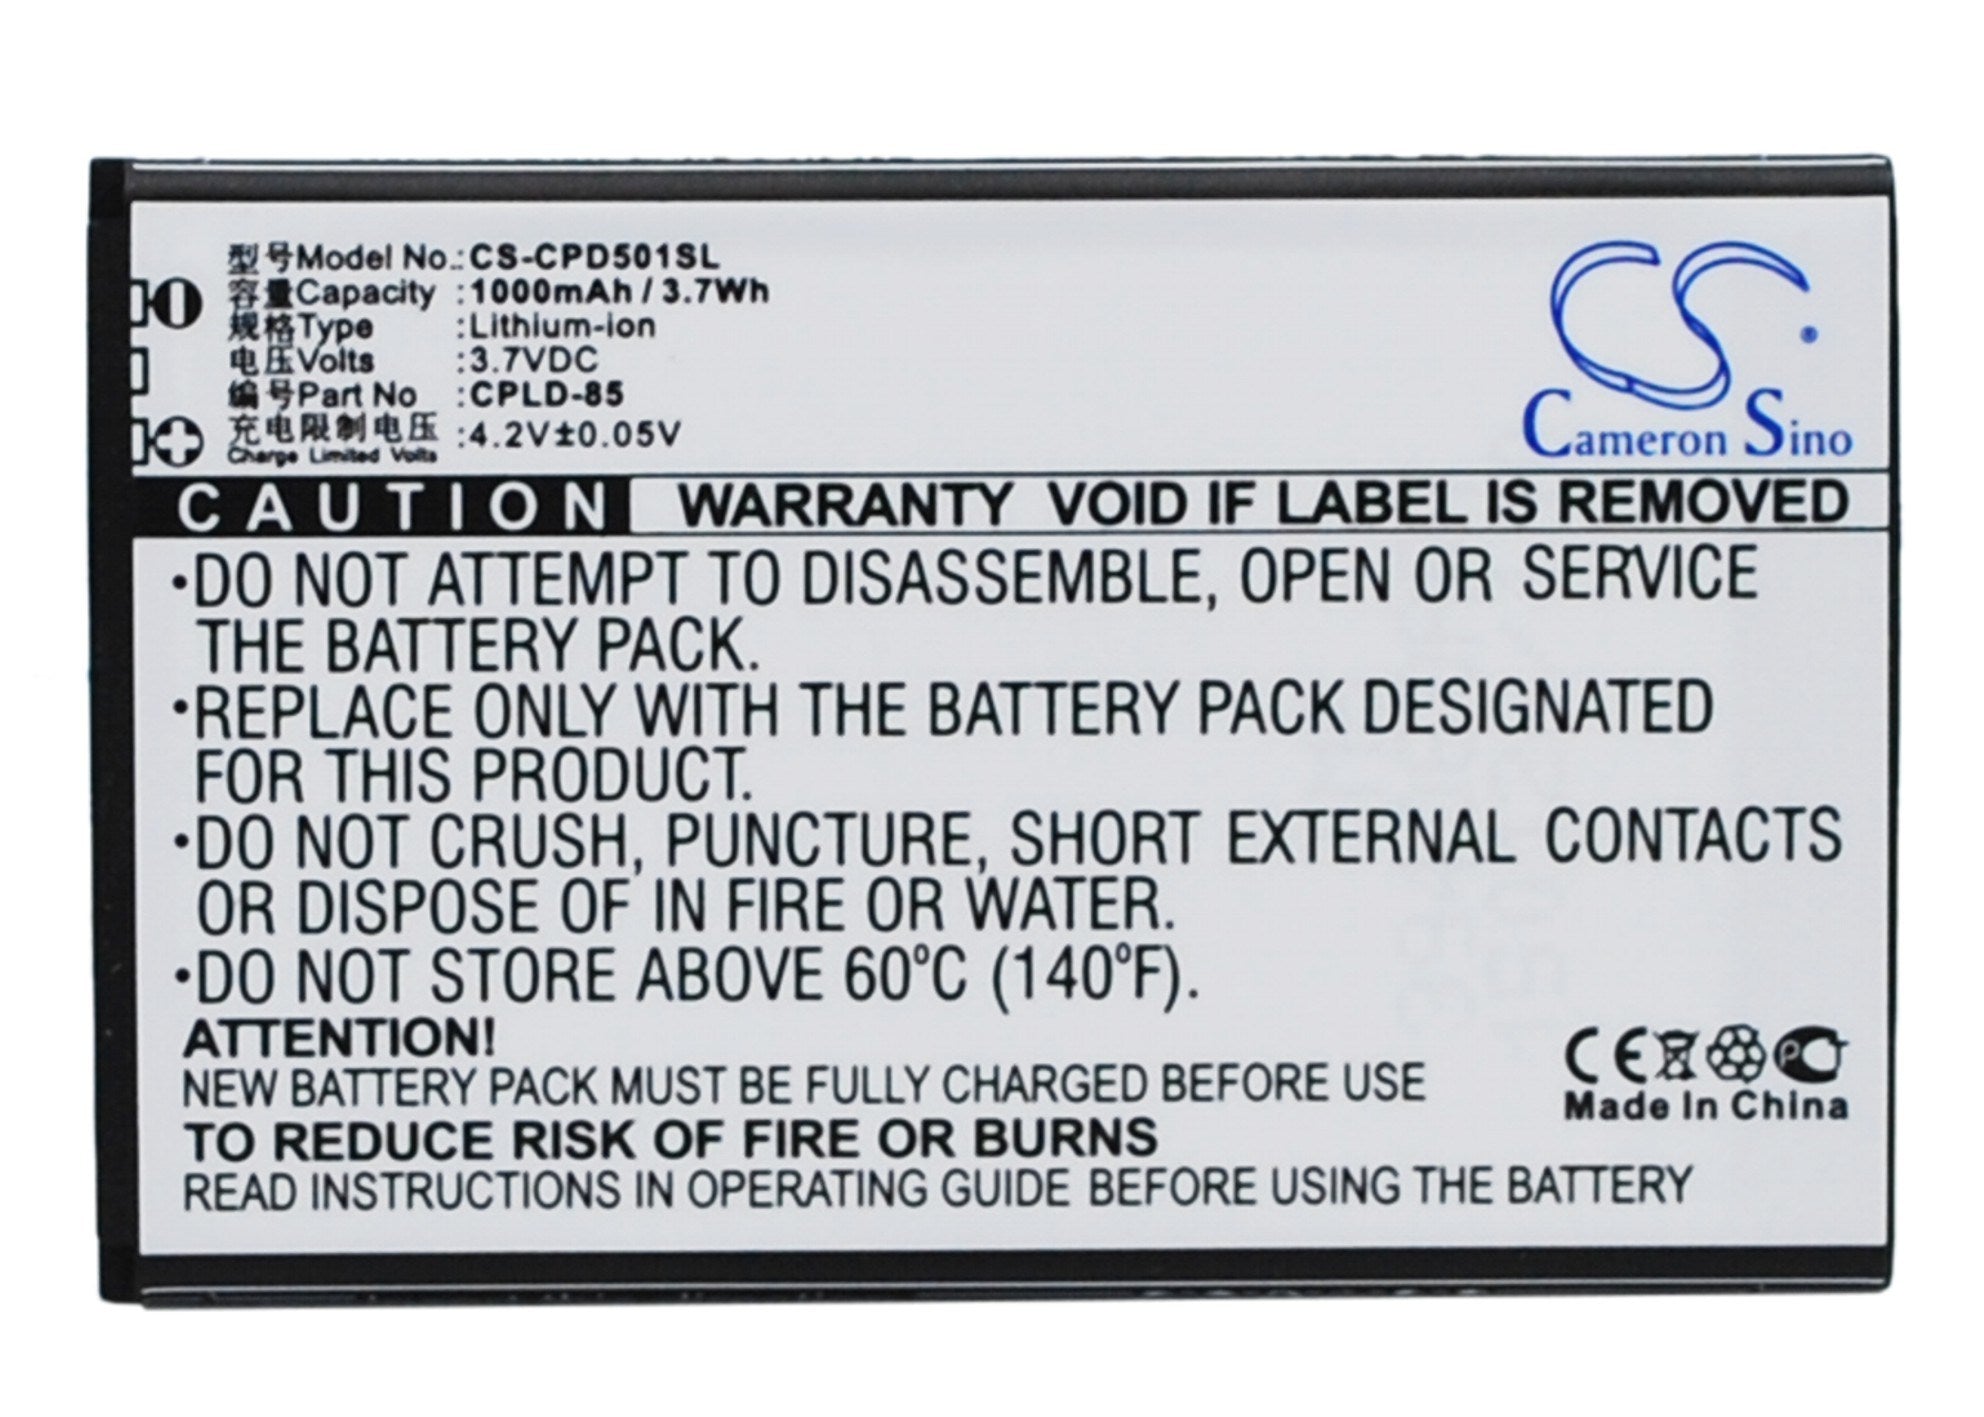 型号Model No.:CS-CPD501SL
容量Capacity :1000mAh / 3.7Wh
规格Type :Lithium-ion
电压Volts :3.7VDC
编号Part No :CPLD-85
充电限制电压 :4.2V±0.05V
Charge Limited Volts
CS ®
Cameron Sino
CAUTION WARRANTY VOID IF LABEL IS REMOVED
•DO NOT ATTEMPT TO DISASSEMBLE, OPEN OR SERVICE
THE BATTERY PACK.
•REPLACE ONLY WITH THE BATTERY PACK DESIGNATED
FOR THIS PRODUCT.
•DO NOT CRUSH, PUNCTURE, SHORT EXTERNAL CONTACTS
OR DISPOSE OF IN FIRE OR WATER.
•DO NOT STORE ABOVE 60°C (140°F).
ATTENTION!
NEW BATTERY PACK MUST BE FULLY CHARGED BEFORE USE
TO REDUCE RISK OF FIRE OR BURNS
READ INSTRUCTIONS IN OPERATING GUIDE BEFORE USING THE BATTERY
CE PC
Made In China